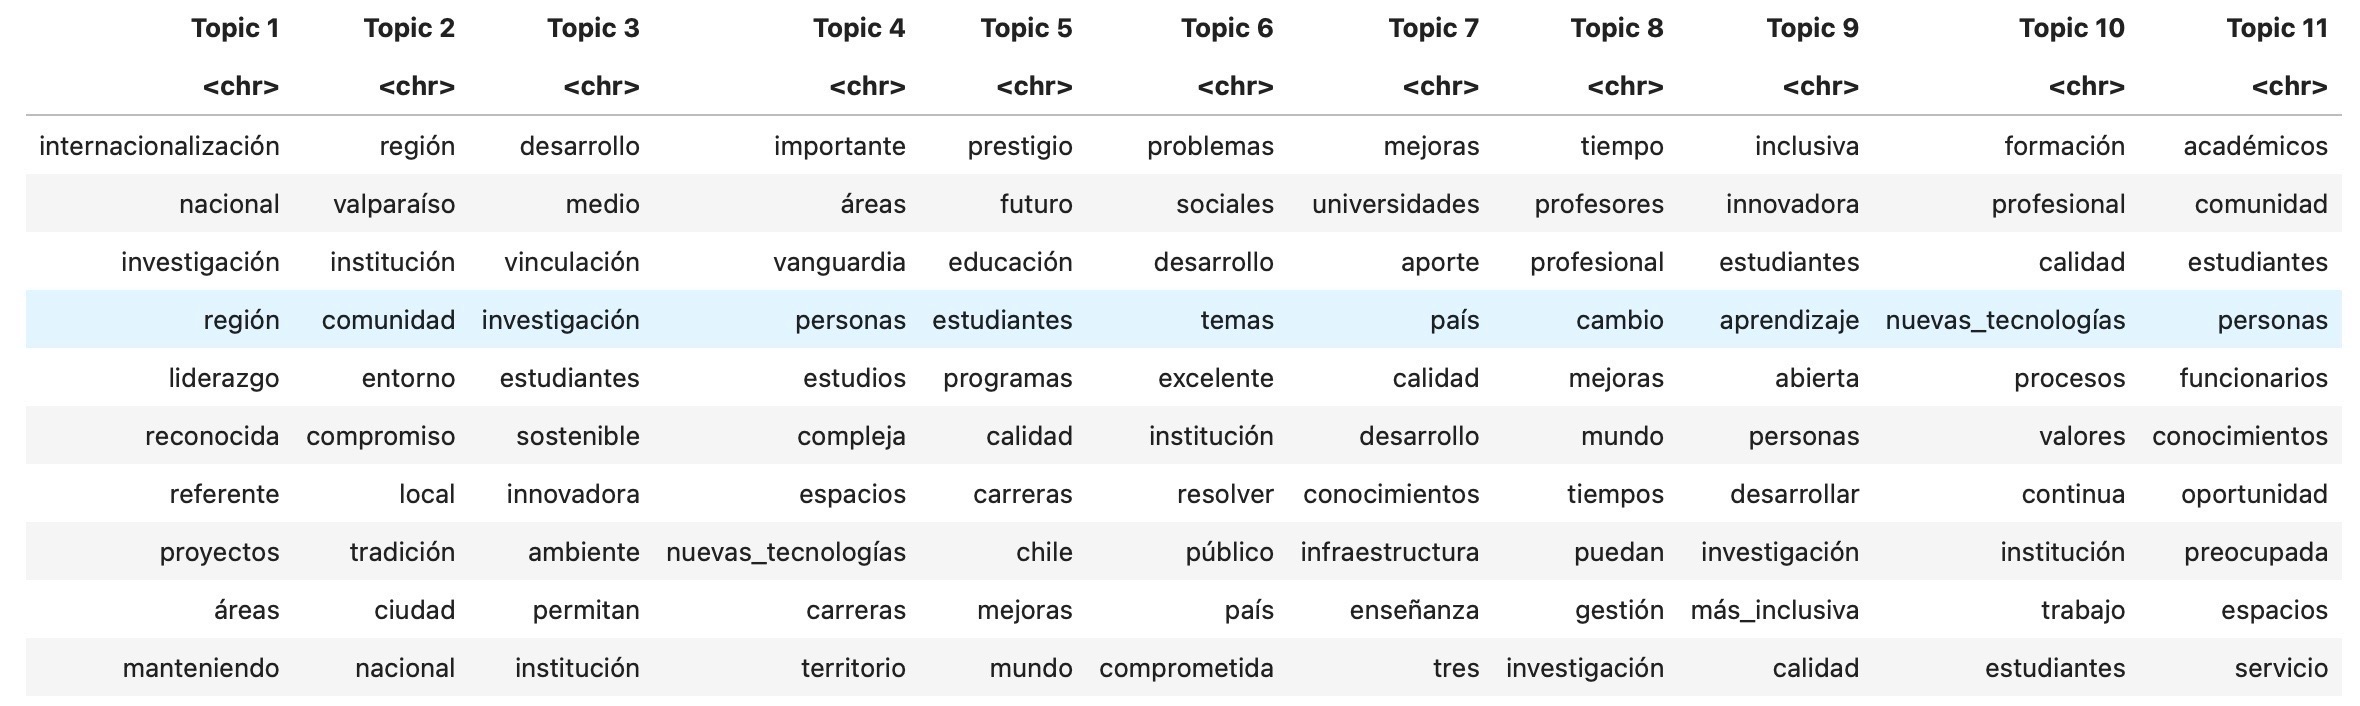 Topic 1 Topic 2 Topic 3 Topic 4 Topic 5 Topic 6 Topic 7 Topic 8 Topic 9 Topic 10 Topic 11
<chr> <chr> <chr> <chr> <chr> <chr> <chr> <chr> <chr> <chr> <chr>
internacionalización región desarrollo importante prestigio problemas mejoras tiempo inclusiva formación académicos
nacional valparaíso medio áreas futuro sociales universidades profesores innovadora profesional comunidad
investigación institución vinculación vanguardia educación desarrollo aporte profesional estudiantes calidad estudiantes
región comunidad investigación personas estudiantes temas país cambio aprendizaje nuevas_tecnologías personas
liderazgo entorno estudiantes estudios programas excelente calidad mejoras abierta procesos funcionarios
reconocida compromiso sostenible compleja calidad institución desarrollo mundo personas valores conocimientos
referente local innovadora espacios carreras resolver conocimientos tiempos desarrollar continua oportunidad
proyectos tradición ambiente nuevas_tecnologías chile público infraestructura puedan investigación institución preocupada
áreas ciudad permitan carreras mejoras país enseñanza gestión más_inclusiva trabajo espacios
manteniendo nacional institución territorio mundo comprometida tres investigación calidad estudiantes servicio